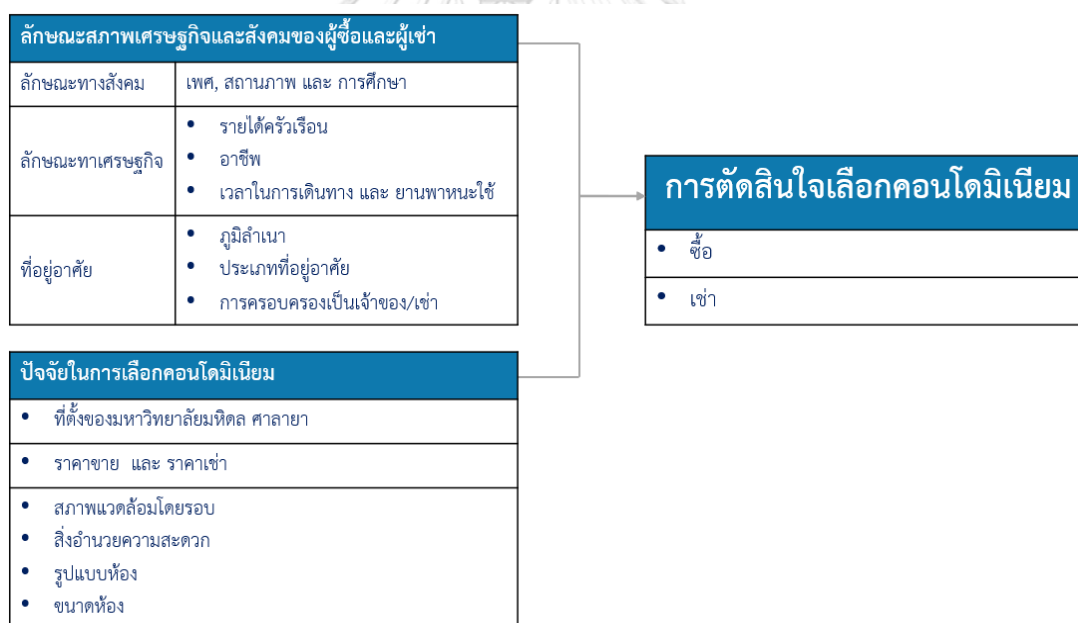 ลักษณะสภาพเศรษฐกิจและสังคมของผู้ซื้อและผู้เช่า
ลักษณะทางสังคม
เพศ, สถานภาพ และ การศึกษา
ลักษณะทาเศรษฐกิจ
• รายได้ครัวเรือน
• อาชีพ
• เวลาในการเดินทาง และ ยานพาหนะใช้
ที่อยู่อาศัย
• ภูมิลำเนา
• ประเภทที่อยู่อาศัย
• การครอบครองเป็นเจ้าของ/เช่า
ปัจจัยในการเลือกคอนโดมิเนียม
• ที่ตั้งของมหาวิทยาลัยมหิดล ศาลายา
• ราคาขาย และ ราคาเช่า
• สภาพแวดล้อมโดยรอบ
• สิ่งอำนวยความสะดวก
• รูปแบบห้อง
• ขนาดห้อง
การตัดสินใจเลือกคอนโดมิเนียม
• ซื้อ
• เช่า